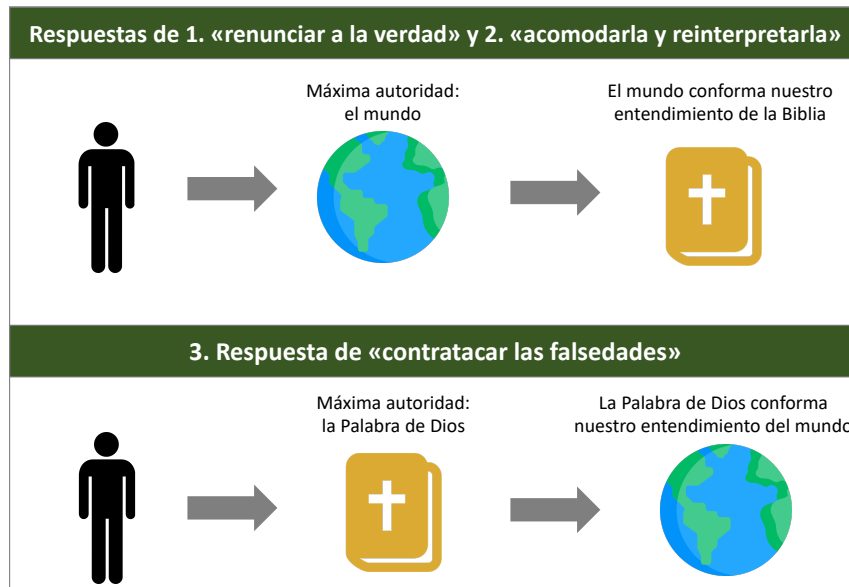 Respuestas de 1. «renunciar a la verdad» y 2. «acomodarla y reinterpretarla»
Máxima autoridad:
el mundo
El mundo conforma nuestro
entendimiento de la Biblia
3. Respuesta de «contratacar las falsedades»
Máxima autoridad:
la Palabra de Dios
La Palabra de Dios conforma
nuestro entendimiento del mundo